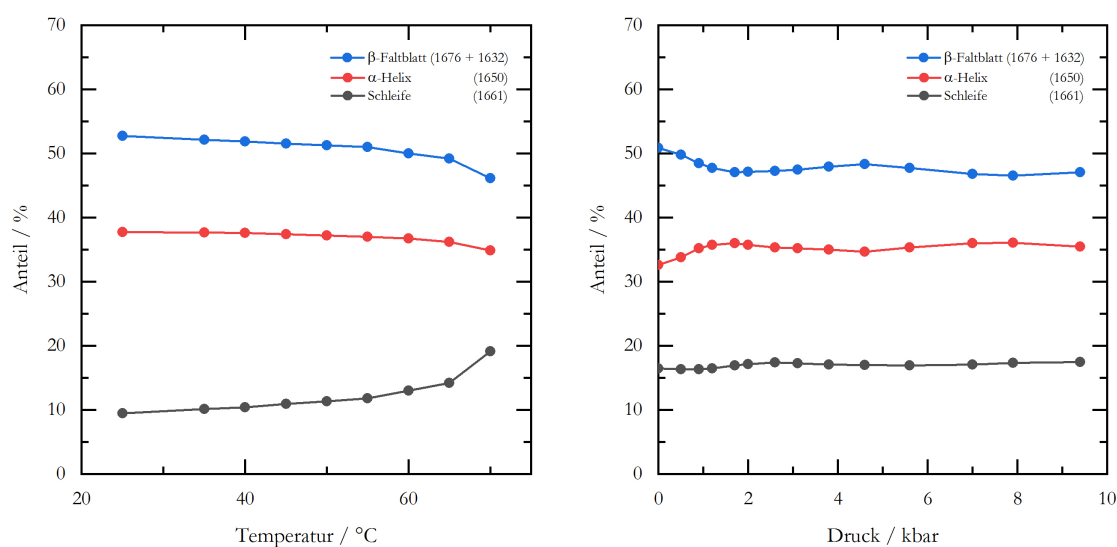 70
60
50
40
30
20
10
0
Anteil / %
β-Faltblatt (1676 + 1632)
α-Helix (1650)
Schleife (1661)
20 40 60
Temperatur / °C
70
60
50
40
30
20
10
0
Anteil / %
β-Faltblatt (1676 + 1632)
α-Helix (1650)
Schleife (1661)
0 2 4 6 8 10
Druck / kbar